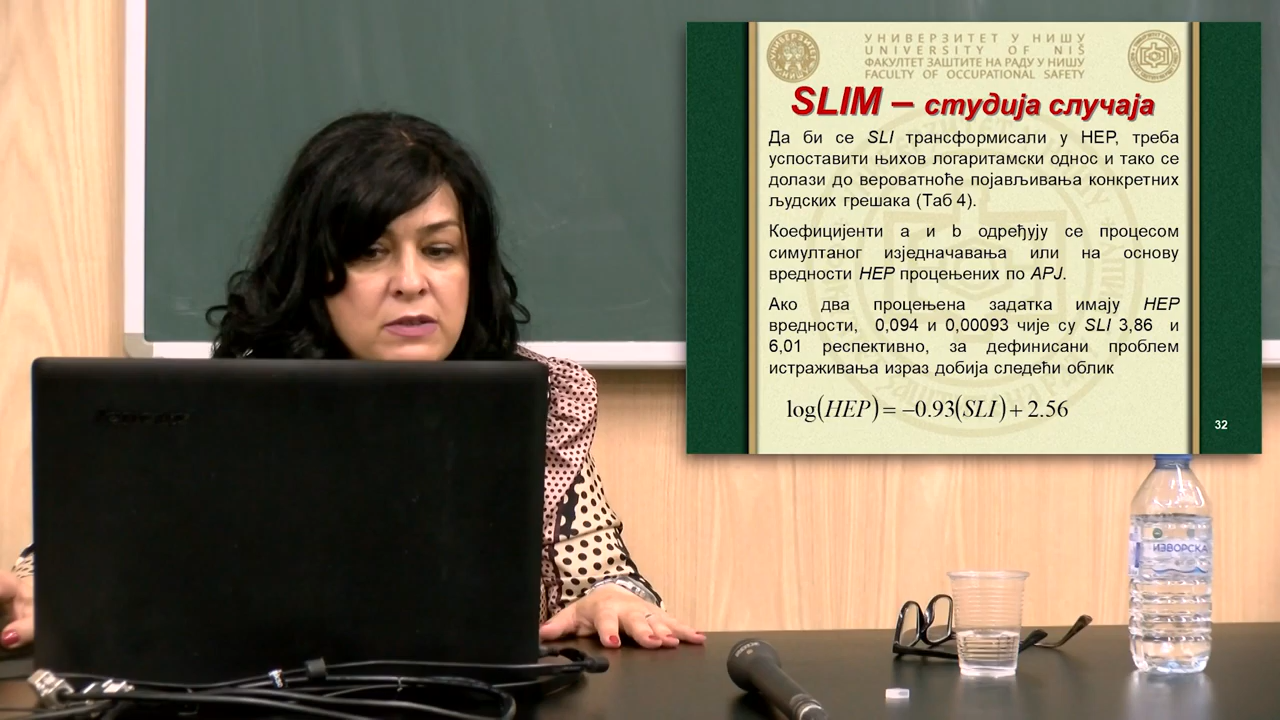 УНИВЕРЗИТЕТ У НИШУ
UNIVERSITY OF NIŠ
ФАКУЛТЕТ ЗАШТИТЕ НА РАДУ У НИШУ
FACULTY OF OCCUPATIONAL SAFETY
SLIM – студија случаја
Да би се SLI трансформисали у HEP, треба
успоставити њихов логаритамски однос и тако се
долази до вероватноће појављивања конкретних
људских грешака (Таб 4).
Коефицијенти a и b одређују се процесом
симултаног изједначавања или на основу
вредности HEP процењених по APJ.
Ако два процењена задатка имају HEP
вредности, 0,094 и 0,00093 чије су SLI 3,86 и
6,01 респективно, за дефинисани проблем
истраживања израз добија следећи облик
log(HEP) = −0.93(SLI) + 2.56
32
ИЗВОРСКА